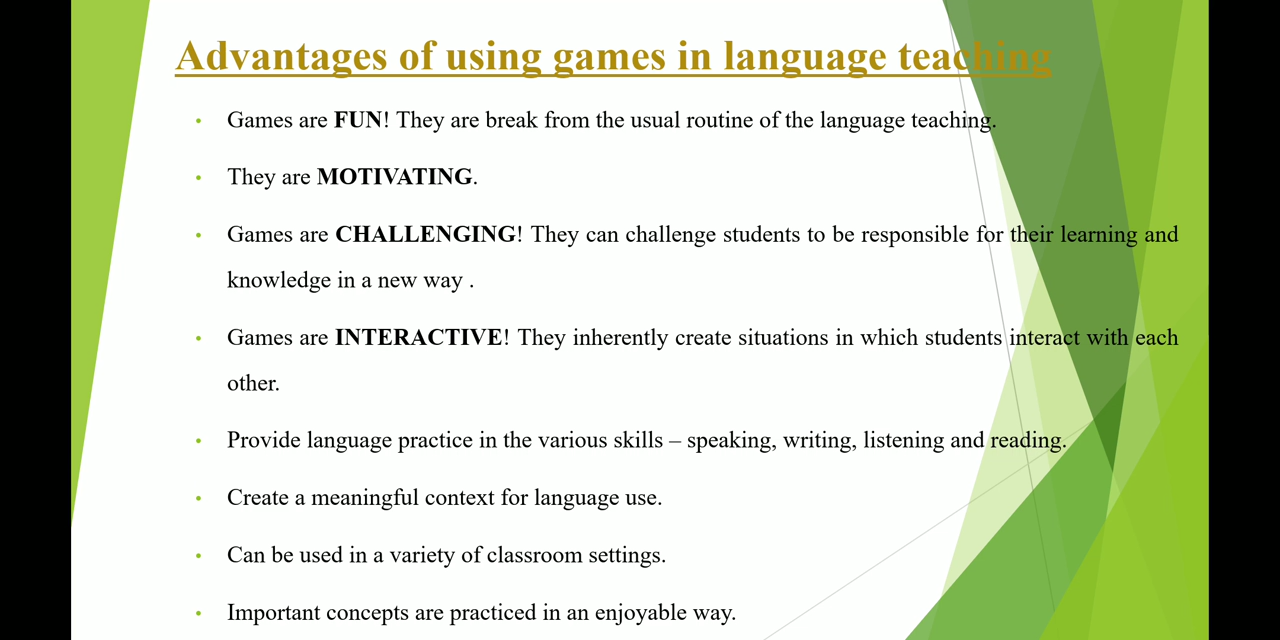 Advantages of using games in language teaching
• Games are FUN! They are break from the usual routine of the language teaching.
• They are MOTIVATING.
• Games are CHALLENGING! They can challenge students to be responsible for their learning and
knowledge in a new way .
• Games are INTERACTIVE! They inherently create situations in which students interact with each
other.
• Provide language practice in the various skills – speaking, writing, listening and reading.
• Create a meaningful context for language use.
• Can be used in a variety of classroom settings.
• Important concepts are practiced in an enjoyable way.